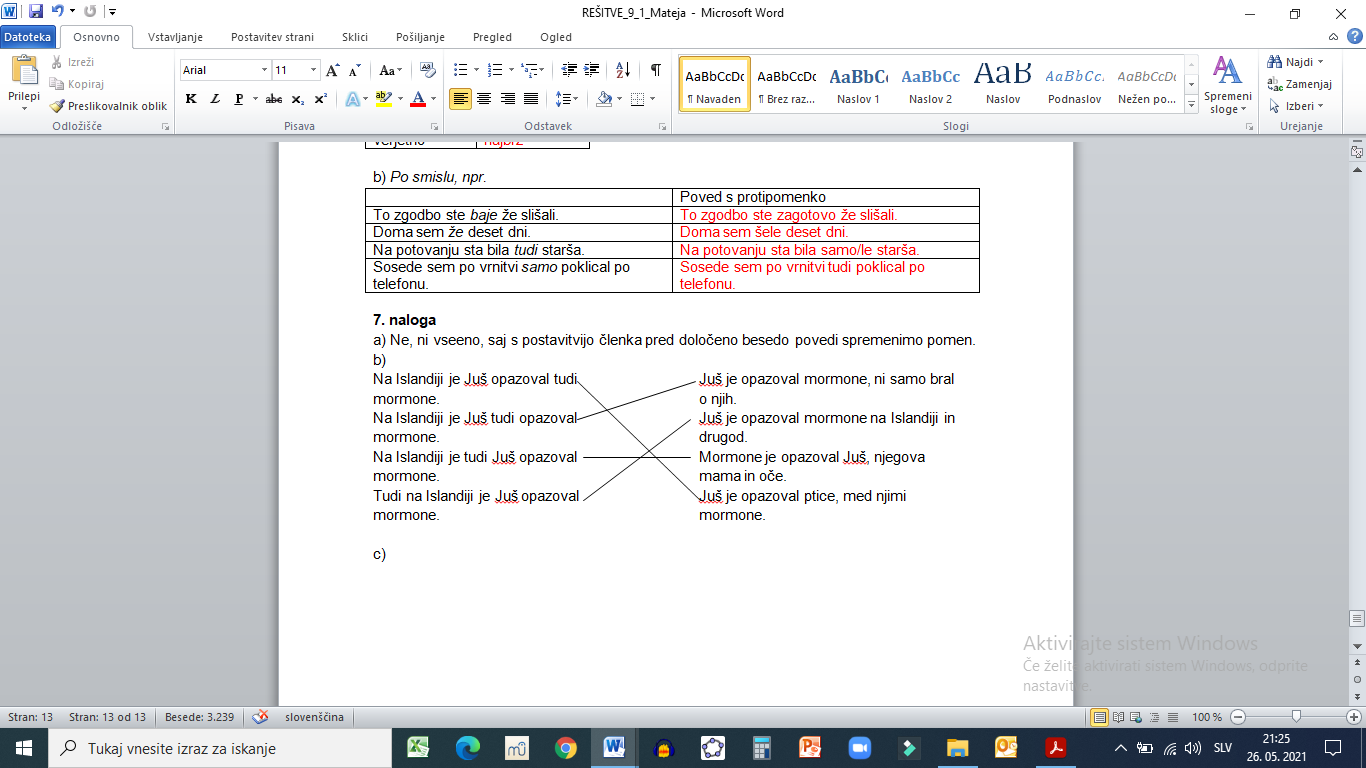 REŠITVE_9_1_Mateja - Microsoft Word
Datoteka Osnovno Vstavljanje Postavitev strani Sklici Pošiljanje Pregled Ogled
Prilepi
Izreži
Kopiraj
Preslikovalnik oblik
Odložišče
Arial 11
Pisava
Odstavek
AaBbCcDc AaBbCcDc AaBbCc AaBbCc AaB AaBbCc. AaBbCcDc
¶ Navaden ¶ Brez raz... Naslov 1 Naslov 2 Naslov Podnaslov Nežen po...
Slogi
Spremeni
sloge
Najdi
Zamenjaj
Izberi
Urejanje
verjetno najbrž
b) Po smislu, npr.
Poved s protipomenko
To zgodbo ste baje že slišali. To zgodbo ste zagotovo že slišali.
Doma sem že deset dni. Doma sem šele deset dni.
Na potovanju sta bila tudi starša. Na potovanju sta bila samo/le starša.
Sosede sem po vrnitvi samo poklical po
telefonu.
Sosede sem po vrnitvi tudi poklical po
telefonu.
7. naloga
a) Ne, ni vseeno, saj s postavitvijo členka pred določeno besedo povedi spremenimo pomen.
b)
Na Islandiji je Juš opazoval tudi
mormone.
Na Islandiji je Juš tudi opazoval
mormone.
Na Islandiji je tudi Juš opazoval
mormone.
Tudi na Islandiji je Juš opazoval
mormone.
Juš je opazoval mormone, ni samo bral
o njih.
Juš je opazoval mormone na Islandiji in
drugod.
Mormone je opazoval Juš, njegova
mama in oče.
Juš je opazoval ptice, med njimi
mormone.
c)
Aktivirajte sistem Windows
Če želite aktivirati sistem Windows, odprite
nastavitve.
Stran: 13 Stran: 13 od 13 Besede: 3.239 slovenščina 100 %
Tukaj vnesite izraz za iskanje
SLV
21:25
26. 05. 2021